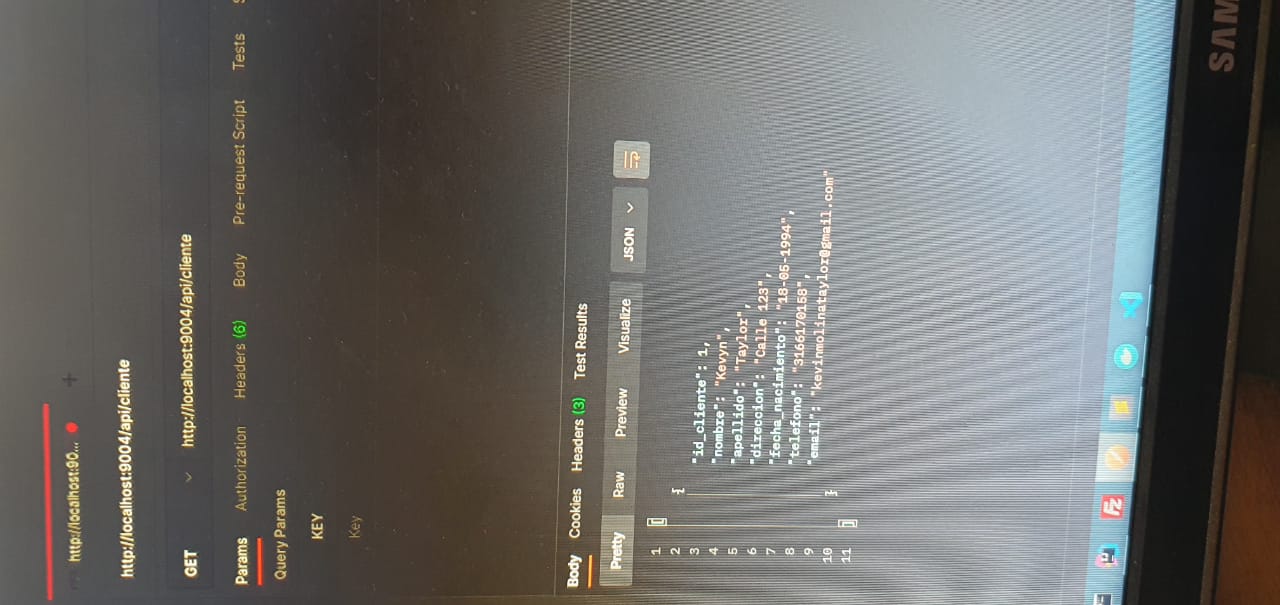 http://localhost:90...
+
http://localhost:9004/api/cliente
GET http://localhost:9004/api/cliente
Params Authorization Headers (6) Body Pre-request Script Tests
Query Params
KEY
Key
Body Cookies Headers (3) Test Results
Pretty Raw Preview Visualize JSON
1 [
2 {
3 "id_cliente": 1,
4 "nombre": "Kevyn",
5 "apellido": "Taylor",
6 "direccion": "Calle 123",
7 "fecha_nacimiento": "18-05-1994",
8 "telefono": "3166170158",
9 "email": "kevinmolinataylor@gmail.com"
10 }
11 ]
Fz
SAM